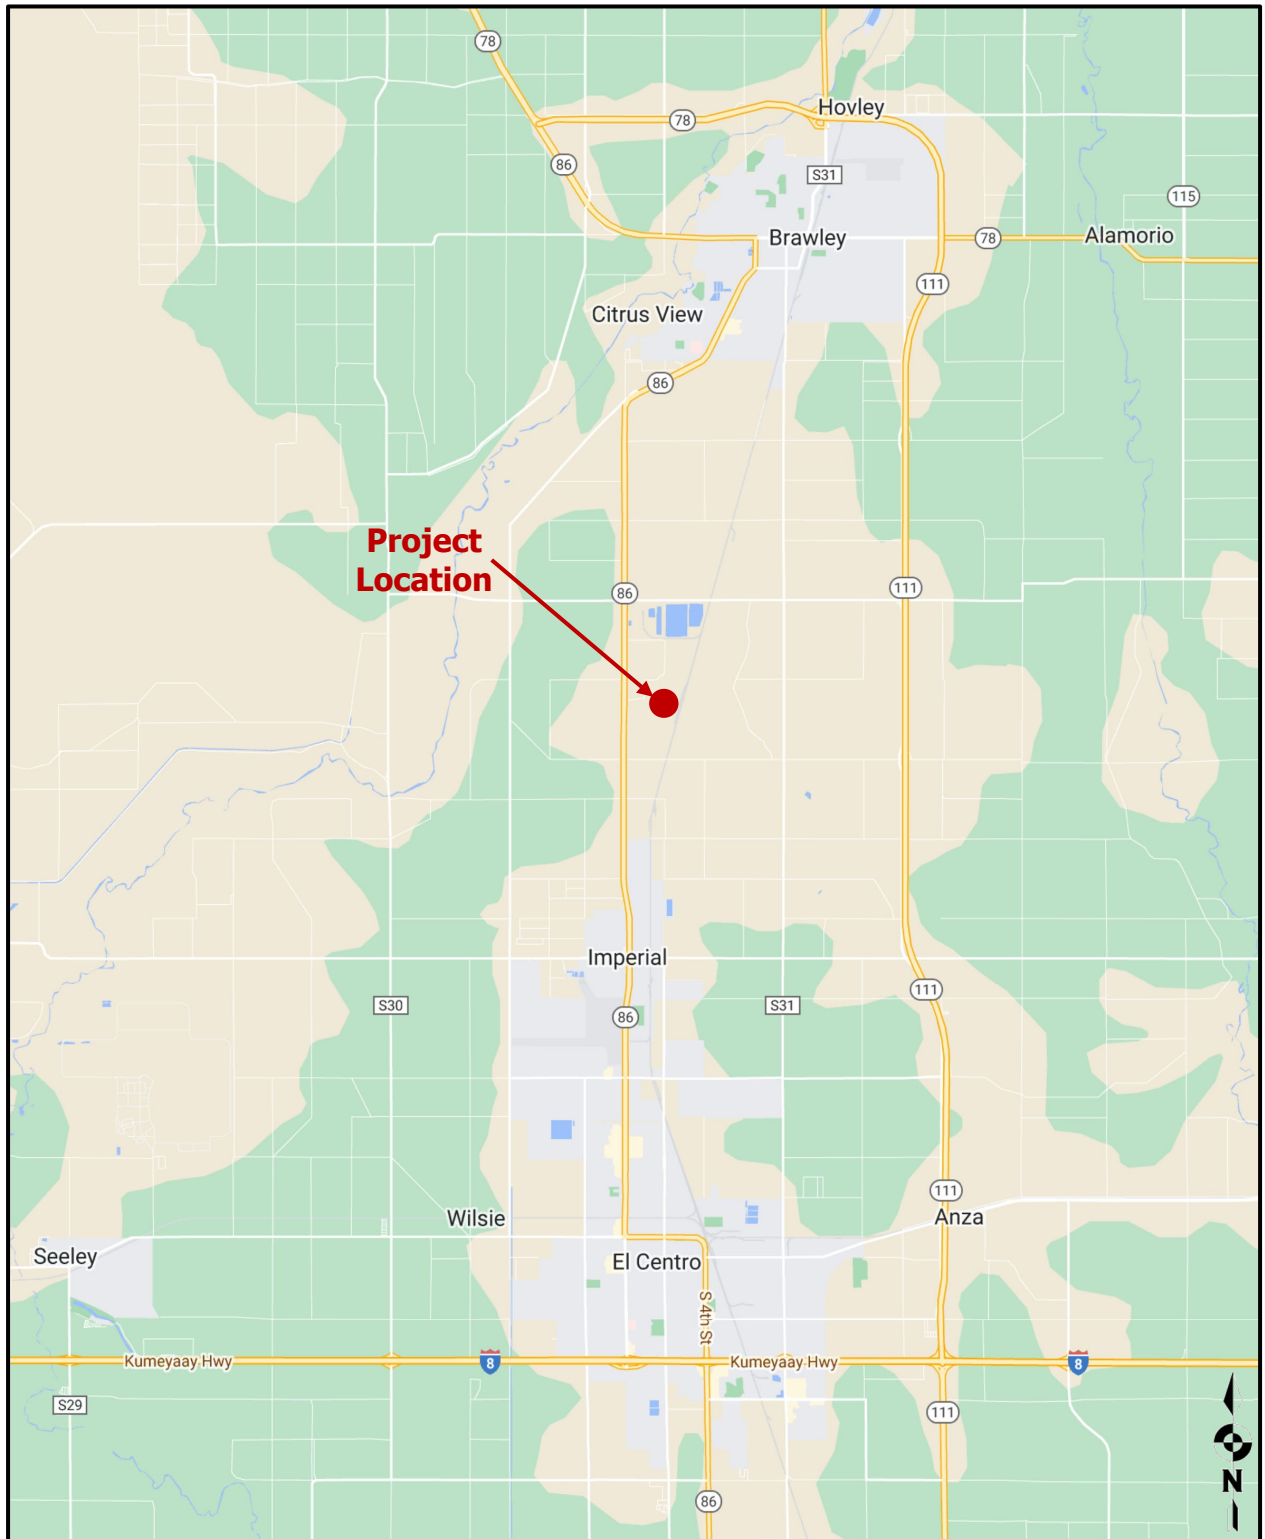 78
Hovley
78
86
S31
115
Brawley
78
Alamorio
111
Citrus View
86
Project
Location
86
111
Imperial
111
S30
S31
86
111
Wilsie
Anza
Seeley
El Centro
S 4th St
Kumeyaay Hwy
8
Kumeyaay Hwy
8
S29
111
N
86